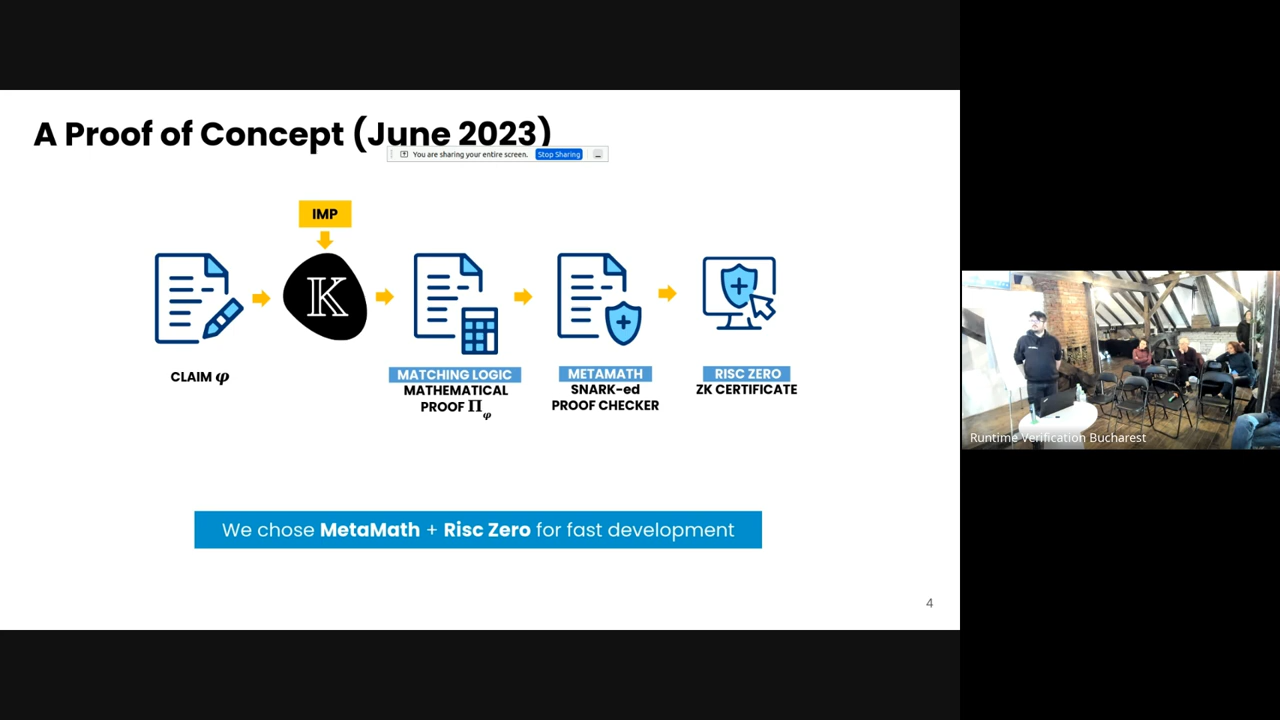 A Proof of Concept (June 2023)
You are sharing your entire screen. Stop Sharing
IMP
K
CLAIM φ
MATCHING LOGIC
MATHEMATICAL
PROOF Πφ
METAMATH
SNARK-ed
PROOF CHECKER
RISC ZERO
ZK CERTIFICATE
We chose MetaMath + Risc Zero for fast development
4
Runtime Verification Bucharest